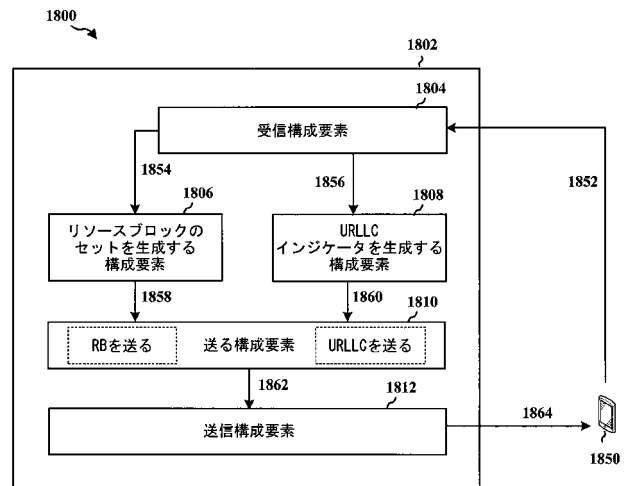 1800
1802
1804
受信構成要素
1854
1856
1852
1806
1808
リソースブロックの
セットを生成する
構成要素
URLLC
インジケータを生成する
構成要素
1858
1860
1810
RBを送る
送る構成要素
URLLCを送る
1862
1812
送信構成要素
1864
1850